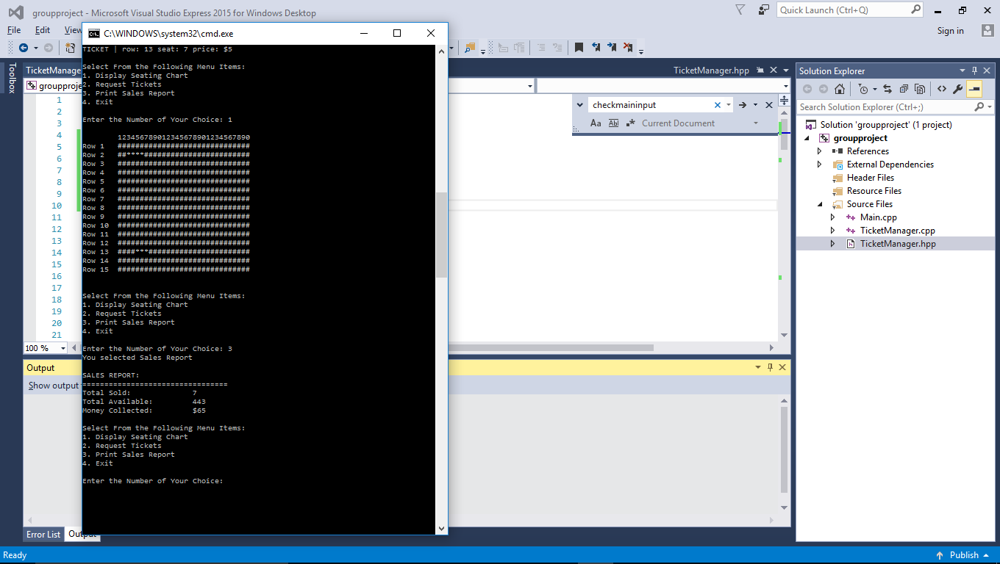 groupproject - Microsoft Visual Studio Express 2015 for Windows Desktop
Quick Launch (Ctrl+Q)
File Edit View
Sign in
C:\WINDOWS\system32\cmd.exe
TICKET | row: 13 seat: 7 price: $5
Select From the Following Menu Items:
1. Display Seating Chart
2. Request Tickets
3. Print Sales Report
4. Exit
Enter the Number of Your Choice: 1
123456789012345678901234567890
Row 1 ##############################
Row 2 ##****########################
Row 3 ##############################
Row 4 ##############################
Row 5 ##############################
Row 6 ##############################
Row 7 ##############################
Row 8 ##############################
Row 9 ##############################
Row 10 ##############################
Row 11 ##############################
Row 12 ##############################
Row 13 ####***#######################
Row 14 ##############################
Row 15 ##############################
Select From the Following Menu Items:
1. Display Seating Chart
2. Request Tickets
3. Print Sales Report
4. Exit
Enter the Number of Your Choice: 3
You selected Sales Report
SALES REPORT:
=================================
Total Sold: 7
Total Available: 443
Money Collected: $65
Select From the Following Menu Items:
1. Display Seating Chart
2. Request Tickets
3. Print Sales Report
4. Exit
Enter the Number of Your Choice:
Toolbox
TicketManage
TicketManager.hpp
grouppro
checkmaininput
Aa Ab Current Document
1
2
3
4
5
6
7
8
9
10
11
12
13
14
15
16
17
18
19
20
21
100 %
Output
Show output
Error List
Outpu
Solution Explorer
Search Solution Explorer (Ctrl+;)
Solution 'groupproject' (1 project)
groupproject
References
External Dependencies
Header Files
Resource Files
Source Files
Main.cpp
TicketManager.cpp
TicketManager.hpp
Ready
Publish